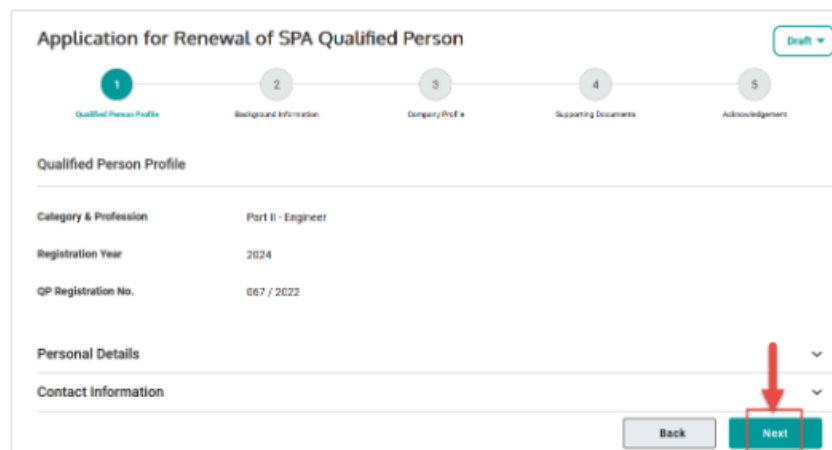 Application for Renewal of SPA Qualified Person
Draft
1 2 3 4 5
Qualified Person Profile Background Information Company Profile Supporting Documents Acknowledgement
Qualified Person Profile
Category & Profession Part II - Engineer
Registration Year 2024
QP Registration No. 067 / 2022
Personal Details
Contact Information
Back Next